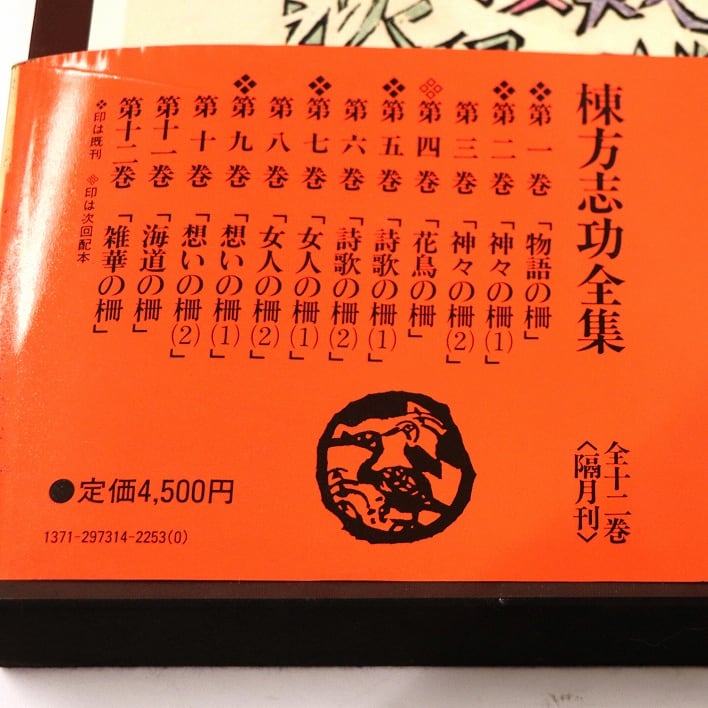 棟方志功全集
全十二巻
〈隔月刊〉
❖第一巻「物語の柵」
❖第二巻「神々の柵(1)」
第三巻「神々の柵(2)」
※第四巻「花鳥の柵」
❖第五巻「詩歌の柵(1)」
第六巻「詩歌の柵(2)」
❖第七巻「女人の柵(1)」
第八巻「女人の柵(2)」
❖第九巻「想いの柵(1)」
第十巻「想いの柵(2)」
第十一巻「海道の柵」
第十二巻「雑華の柵」
❖印は既刊 ※印は次回配本
●定価4,500円
1371-297314-2253(0)